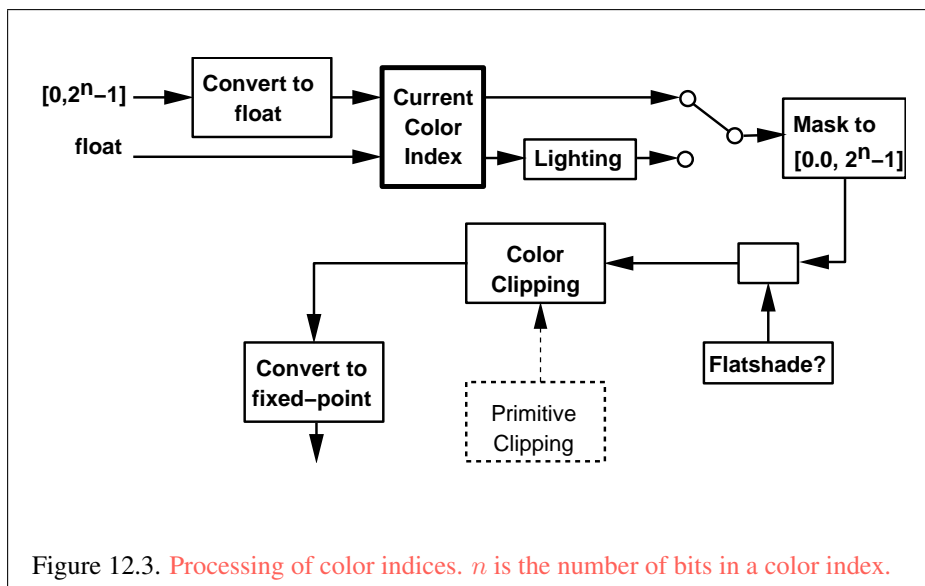 [0,2ⁿ−1]
Convert to
float
float
Current
Color
Index
Lighting
Mask to
[0.0, 2ⁿ−1]
Color
Clipping
Flatshade?
Convert to
fixed−point
Primitive
Clipping
Figure 12.3. Processing of color indices. n is the number of bits in a color index.